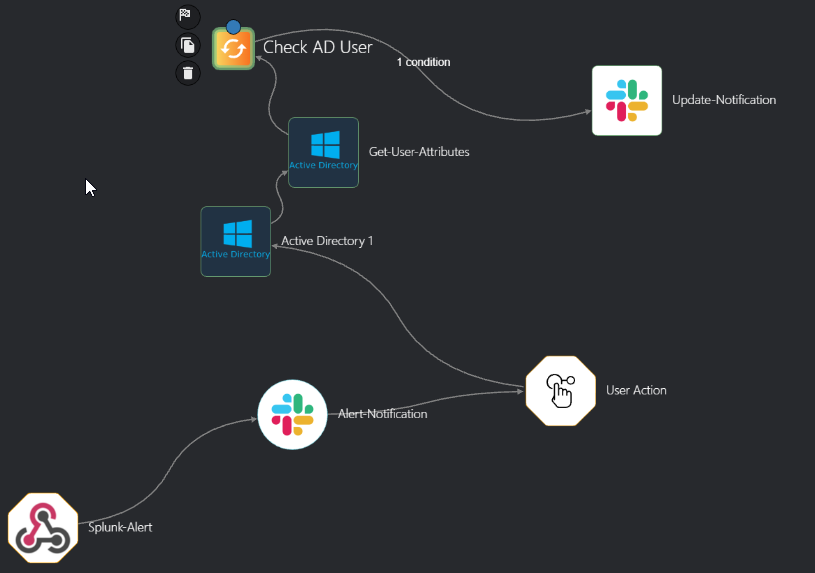 Check AD User
1 condition
Update-Notification
Active Directory
Get-User-Attributes
Active Directory
Active Directory 1
User Action
Alert-Notification
Splunk-Alert